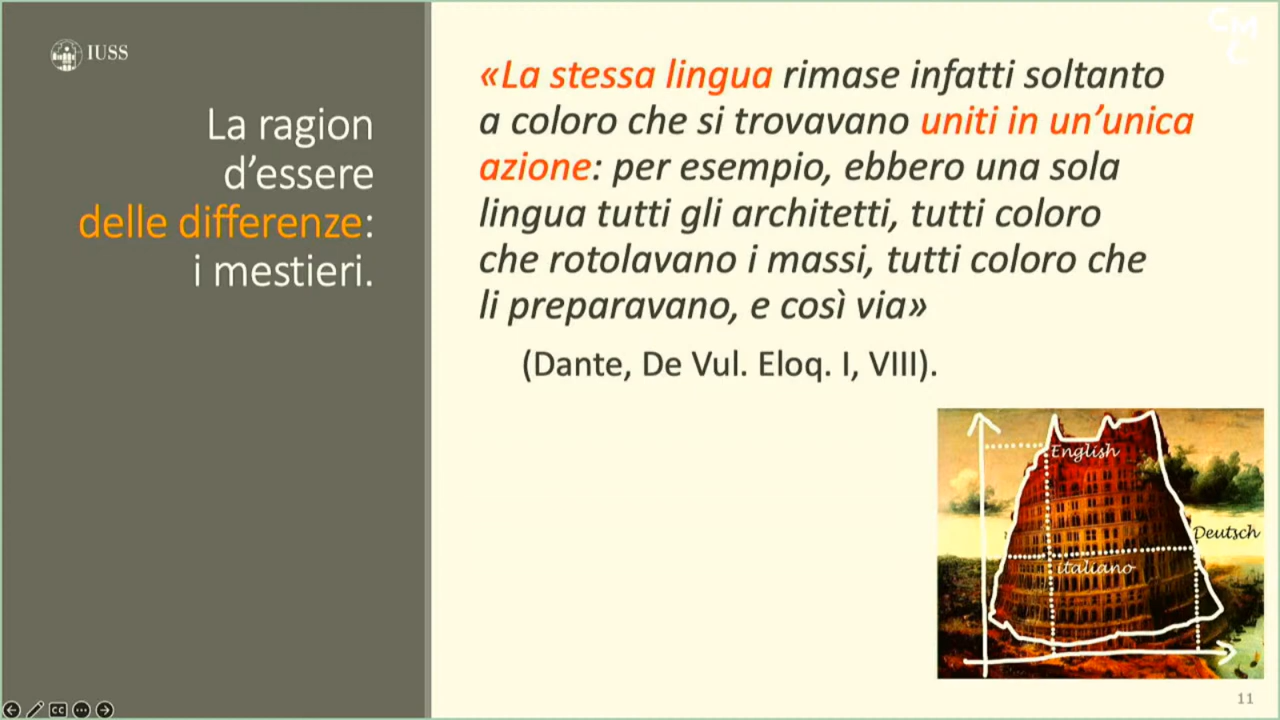 IUSS
La ragion
d'essere
delle differenze:
i mestieri.
«La stessa lingua rimase infatti soltanto
a coloro che si trovavano uniti in un'unica
azione: per esempio, ebbero una sola
lingua tutti gli architetti, tutti coloro
che rotolavano i massi, tutti coloro che
li preparavano, e così via»
(Dante, De Vul. Eloq. I, VIII).
English
Deutsch
italiano
11
CC
CMC